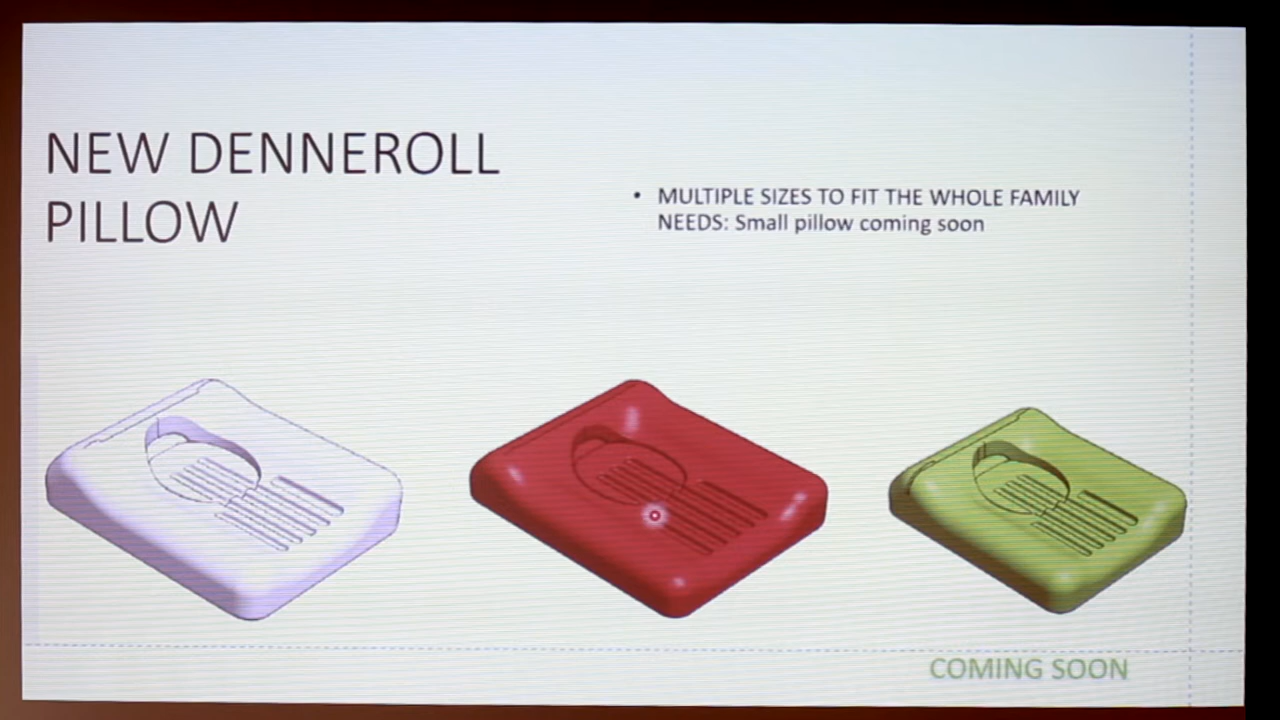 NEW DENNEROLL
PILLOW
• MULTIPLE SIZES TO FIT THE WHOLE FAMILY
NEEDS: Small pillow coming soon
COMING SOON